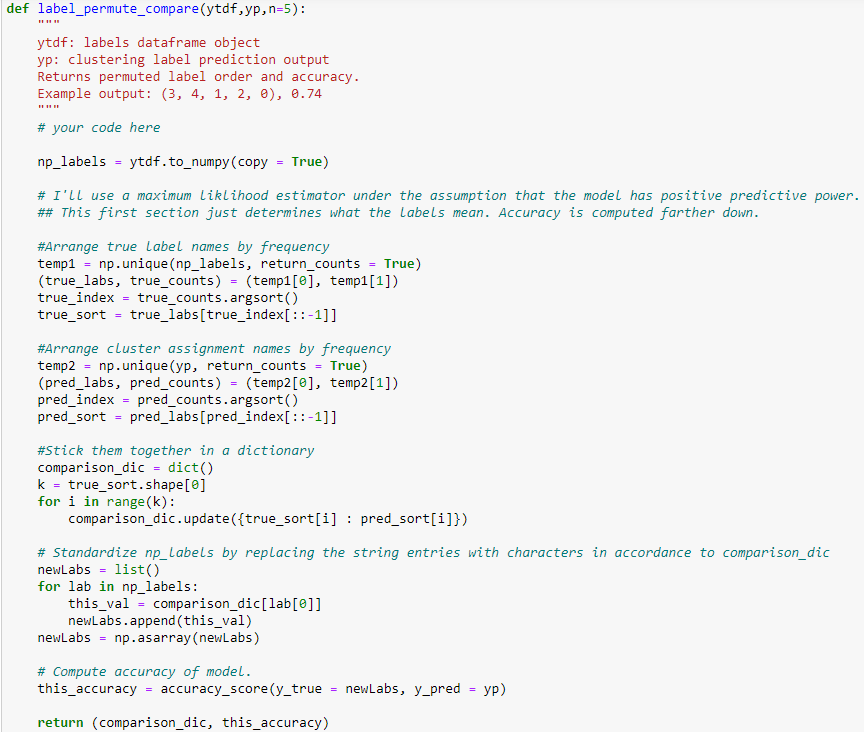 def label_permute_compare(ytdf,yp,n=5):
    """
    ytdf: labels dataframe object
    yp: clustering label prediction output
    Returns permuted label order and accuracy.
    Example output: (3, 4, 1, 2, 0), 0.74
    """
    # your code here
    np_labels = ytdf.to_numpy(copy = True)
    # I'll use a maximum liklihood estimator under the assumption that the model has positive predictive power.
    ## This first section just determines what the labels mean. Accuracy is computed farther down.
    #Arrange true label names by frequency
    temp1 = np.unique(np_labels, return_counts = True)
    (true_labs, true_counts) = (temp1[0], temp1[1])
    true_index = true_counts.argsort()
    true_sort = true_labs[true_index[::-1]]
    #Arrange cluster assignment names by frequency
    temp2 = np.unique(yp, return_counts = True)
    (pred_labs, pred_counts) = (temp2[0], temp2[1])
    pred_index = pred_counts.argsort()
    pred_sort = pred_labs[pred_index[::-1]]
    #Stick them together in a dictionary
    comparison_dic = dict()
    k = true_sort.shape[0]
    for i in range(k):
        comparison_dic.update({true_sort[i] : pred_sort[i]})
    # Standardize np_labels by replacing the string entries with characters in accordance to comparison_dic
    newLabs = list()
    for lab in np_labels:
        this_val = comparison_dic[lab[0]]
        newLabs.append(this_val)
    newLabs = np.asarray(newLabs)
    # Compute accuracy of model.
    this_accuracy = accuracy_score(y_true = newLabs, y_pred = yp)
    return (comparison_dic, this_accuracy)